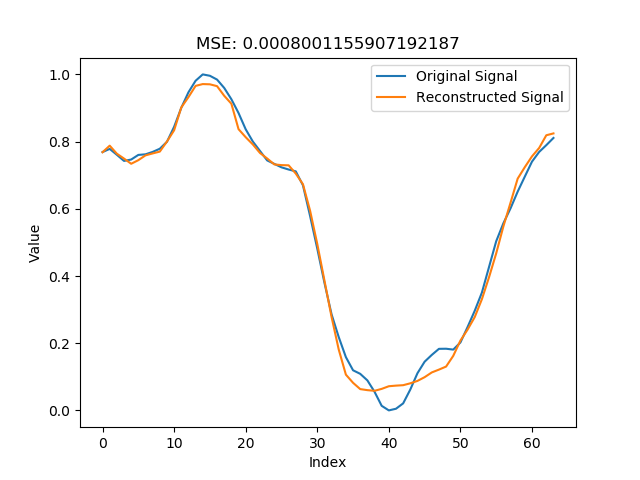 MSE: 0.0008001155907192187
Original Signal
Reconstructed Signal
1.0
0.8
0.6
0.4
0.2
0.0
Value
0 10 20 30 40 50 60
Index